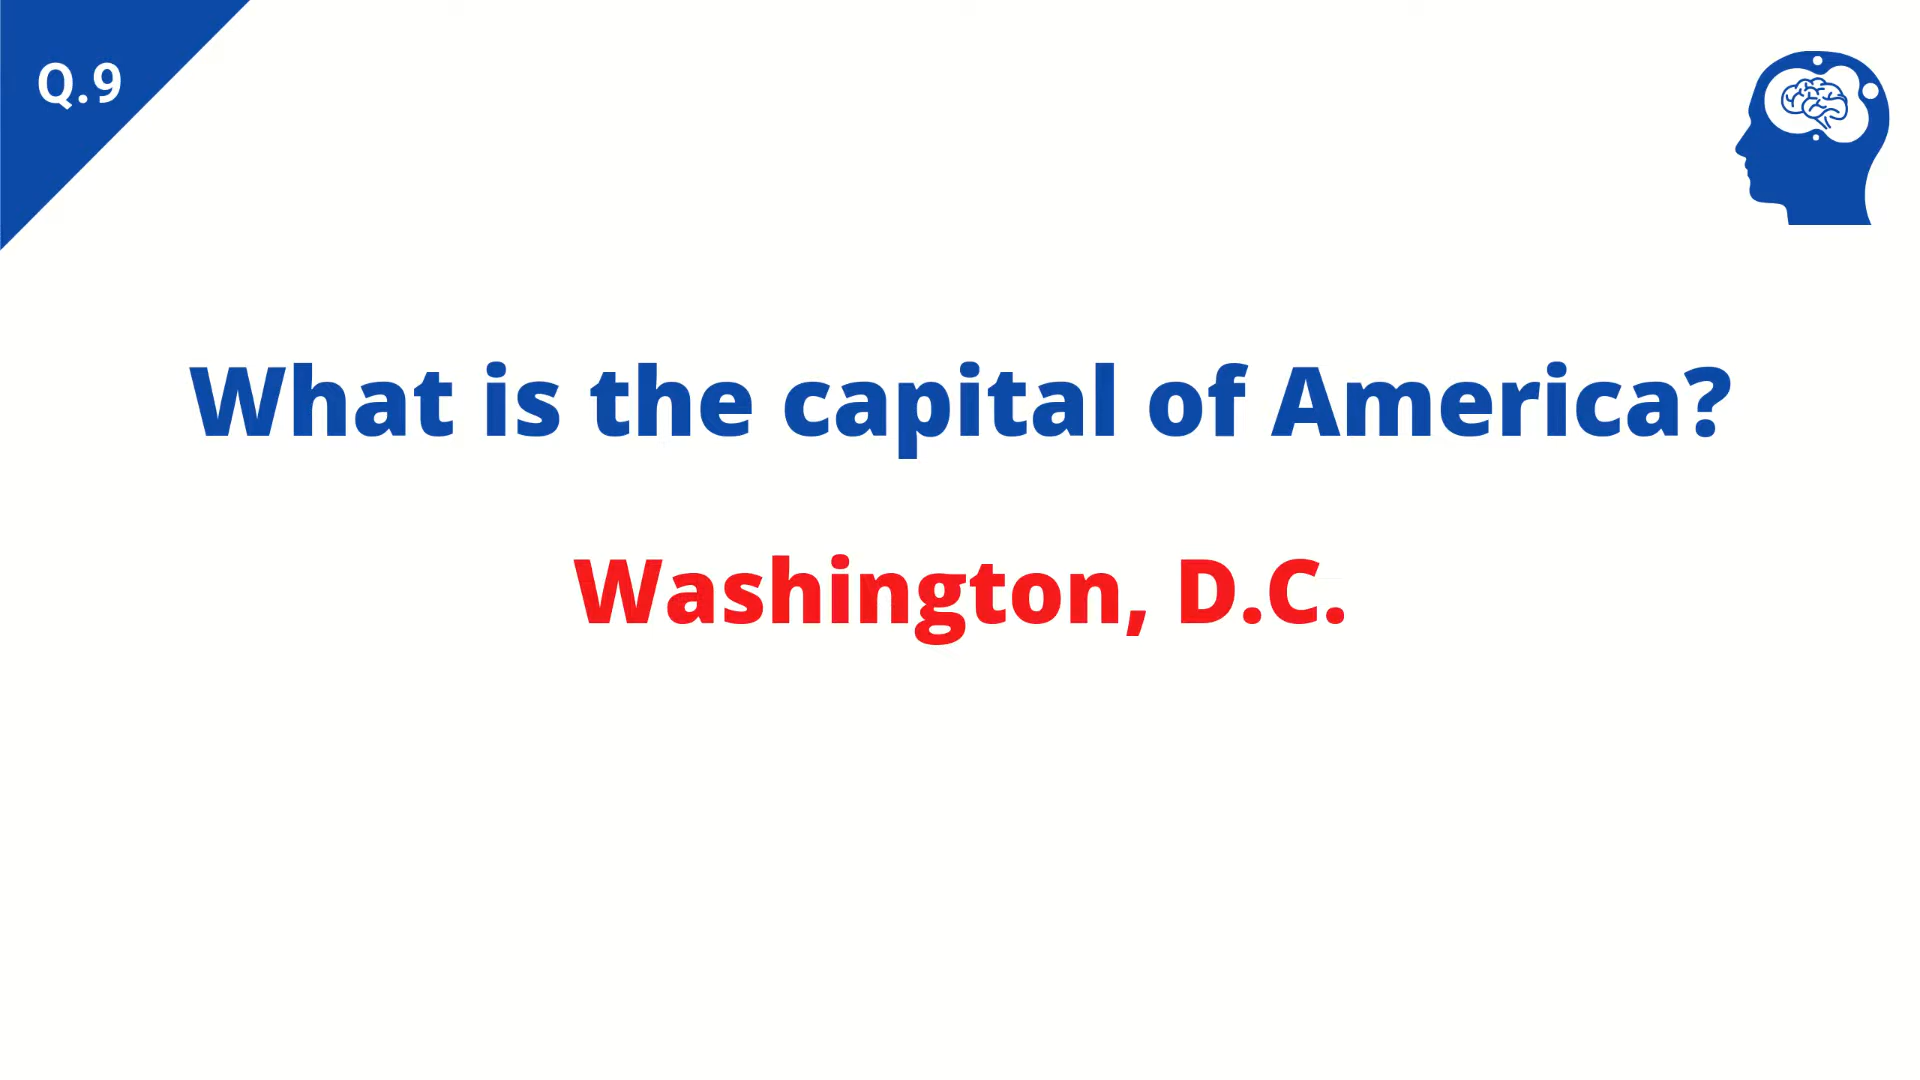 Q.9
What is the capital of America?
Washington, D.C.